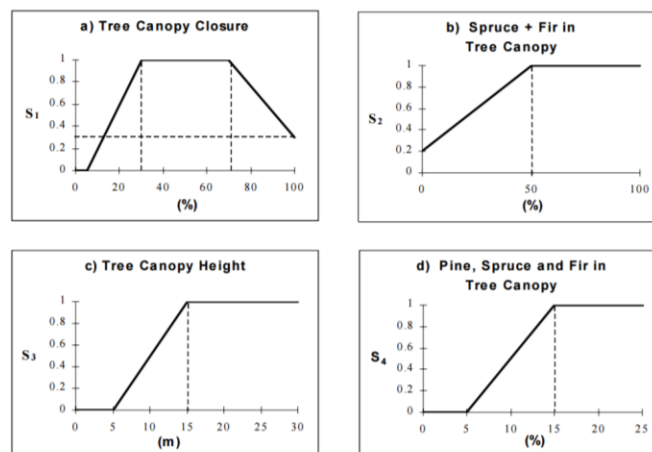 a) Tree Canopy Closure
1
0.8
0.6
S1
0.4
0.2
0
0 20 40 60 80 100
(%)
b) Spruce + Fir in
Tree Canopy
1
0.8
0.6
S2
0.4
0.2
0
0 50 100
(%)
c) Tree Canopy Height
1
0.8
0.6
S3
0.4
0.2
0
0 5 10 15 20 25 30
(m)
d) Pine, Spruce and Fir in
Tree Canopy
1
0.8
0.6
S4
0.4
0.2
0
0 5 10 15 20 25
(%)